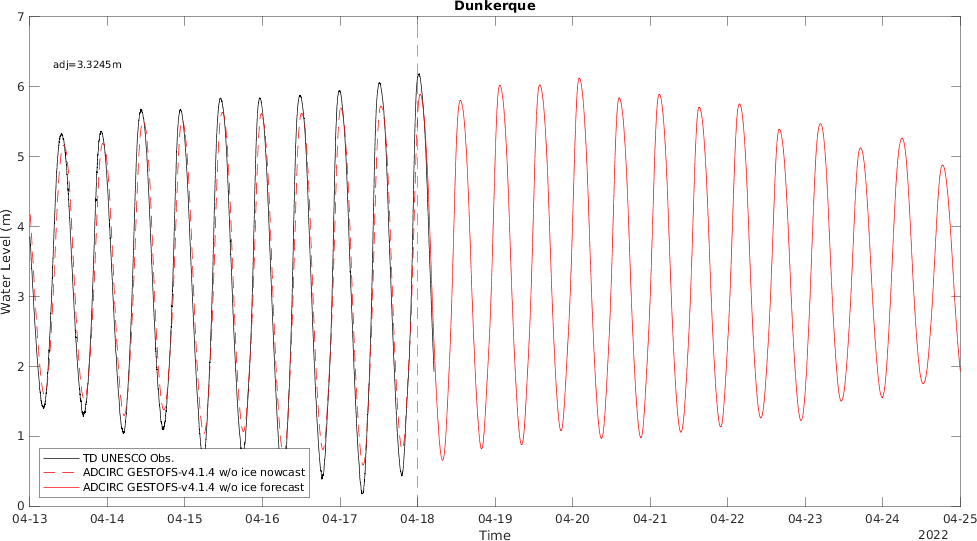 Dunkerque
adj=3.3245m
Water Level (m)
7
6
5
4
3
2
1
0
TD UNESCO Obs.
ADCIRC GESTOFS-v4.1.4 w/o ice nowcast
ADCIRC GESTOFS-v4.1.4 w/o ice forecast
04-13 04-14 04-15 04-16 04-17 04-18 04-19 04-20 04-21 04-22 04-23 04-24 04-25
Time
2022